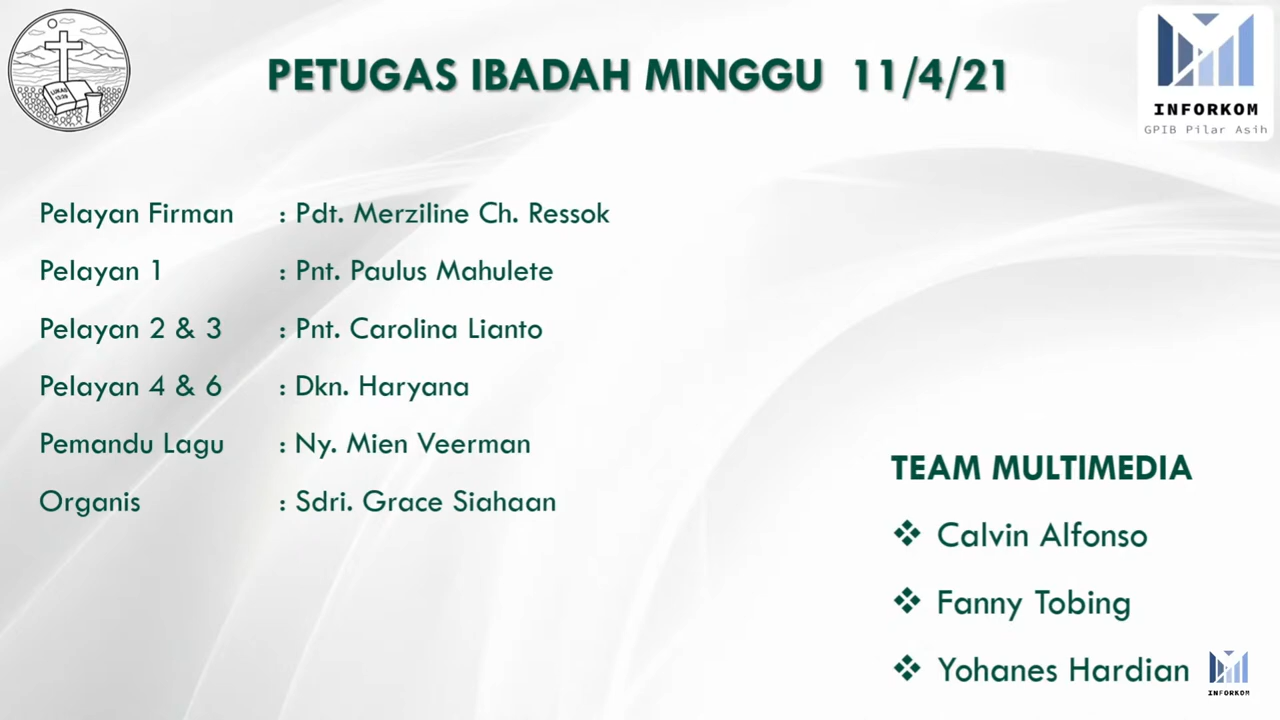 PETUGAS IBADAH MINGGU 11/4/21
INFORKOM
GPIB Pilar Asih
LUKAS
Pelayan Firman : Pdt. Merziline Ch. Ressok
Pelayan 1 : Pnt. Paulus Mahulete
Pelayan 2 & 3 : Pnt. Carolina Lianto
Pelayan 4 & 6 : Dkn. Haryana
Pemandu Lagu : Ny. Mien Veerman
Organis : Sdri. Grace Siahaan
TEAM MULTIMEDIA
❖ Calvin Alfonso
❖ Fanny Tobing
❖ Yohanes Hardian
INFORKOM